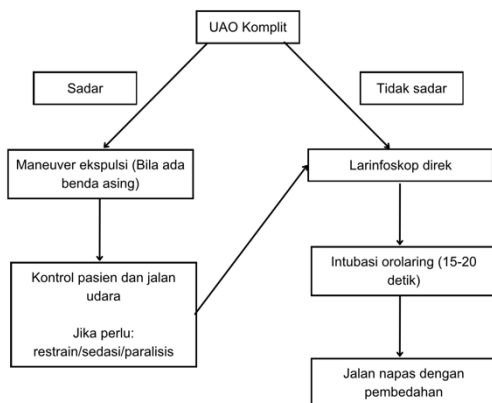 UAO Komplit
Sadar
Tidak sadar
Maneuver ekspulsi (Bila ada
benda asing)
Larinfoskop direk
Kontrol pasien dan jalan
udara
Jika perlu:
restrain/sedasi/paralisis
Intubasi orolaring (15-20
detik)
Jalan napas dengan
pembedahan